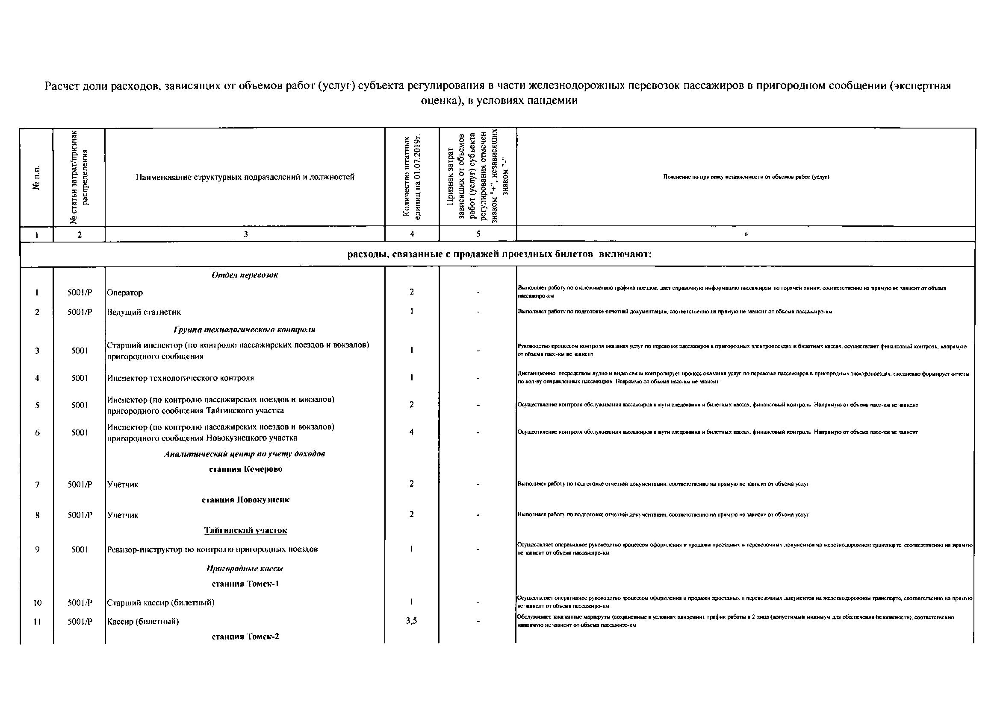 Расчет доли расходов, зависящих от объемов работ (услуг) субъекта регулирования в части железнодорожных перевозок пассажиров в пригородном сообщении (экспертная
оценка), в условиях пандемии
№ п.п.
№ статьи затрат/признак
распределения
Наименование структурных подразделений и должностей
Количество штатных
единиц на 01.07.2019г.
Признак затрат
зависящих от объемов
работ (услуг) субъекта
регулирования отмечен
знаком "+", независящих
знаком "-"
Пояснение по признаку независимости от объемов работ (услуг)
1 2 3 4 5 6
расходы, связанные с продажей проездных билетов включают:
Отдел перевозок
1 5001/Р Оператор 2 -
Выполняет работу по отслеживанию графика поездов, дает справочную информацию пассажирам по горячей линии, соответственно на прямую не зависит от объема
пассажиро-км
2 5001/Р Ведущий статистик 1 - Выполняет работу по подготовке отчетной документации, соответственно на прямую не зависит от объема пассажиро-км
Группа технологического контроля
3 5001 Старший инспектор (по контролю пассажирских поездов и вокзалов)
пригородного сообщения 1 -
Руководство процессом контроля оказания услуг по перевозке пассажиров в пригородных электропоездах и билетных кассах, осуществляет финансовый контроль, напрямую
от объема пасс-км не зависит
4 5001 Инспектор технологического контроля 1 -
Дистанционно, посредством аудио и видео связи контролирует процесс оказания услуг по перевозке пассажиров в пригородных электропоездах, ежедневно формирует отчеты
по кол-ву отправленных пассажиров. Напрямую от объема пасс-км не зависит
5 5001 Инспектор (по контролю пассажирских поездов и вокзалов)
пригородного сообщения Тайгинского участка 2 -
Осуществление контроля обслуживания пассажиров в пути следования и билетных кассах, финансовый контроль Напрямую от объема пасс-км не зависит
6 5001 Инспектор (по контролю пассажирских поездов и вокзалов)
пригородного сообщения Новокузнецкого участка 4 -
Осуществление контроля обслуживания пассажиров в пути следования и билетных кассах, финансовый контроль Напрямую от объема пасс-км не зависит
Аналитический центр по учету доходов
станция Кемерово
7 5001/Р Учётчик 2 - Выполняет работу по подготовке отчетной документации, соответственно на прямую не зависит от объема услуг
станция Новокузнецк
8 5001/Р Учётчик 2 - Выполняет работу по подготовке отчетной документации, соответственно на прямую не зависит от объема услуг
Тайгинский участок
9 5001 Ревизор-инструктор по контролю пригородных поездов 1 -
Осуществляет оперативное руководство процессом оформления и продажи проездных и перевозочных документов на железнодорожном транспорте, соответственно на прямую
не зависит от объема пассажиро-км
Пригородные кассы
станция Томск-1
10 5001/Р Старший кассир (билетный) 1 -
Осуществляет оперативное руководство процессом оформления и продажи проездных и перевозочных документов на железнодорожном транспорте, соответственно на прямую
не зависит от объема пассажиро-км
11 5001/Р Кассир (билетный) 3,5 -
Обслуживает заказанные маршруты (сохраненные в условиях пандемии), график работы в 2 лица (допустимый минимум для обеспечения безопасности), соответственно
напрямую не зависит от объема пассажиро-км
станция Томск-2